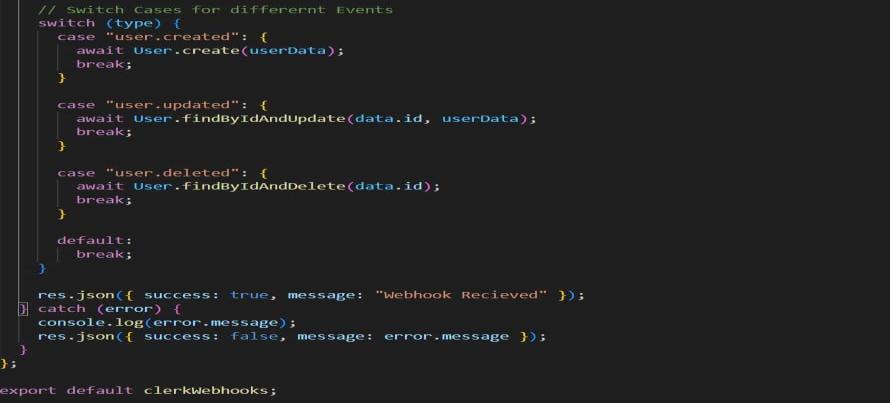 // Switch Cases for differernt Events
switch (type) {
case "user.created": {
await User.create(userData);
break;
}
case "user.updated": {
await User.findByIdAndUpdate(data.id, userData);
break;
}
case "user.deleted": {
await User.findByIdAndDelete(data.id);
break;
}
default:
break;
}
res.json({ success: true, message: "Webhook Recieved" });
} catch (error) {
console.log(error.message);
res.json({ success: false, message: error.message });
}
};
export default clerkWebhooks;